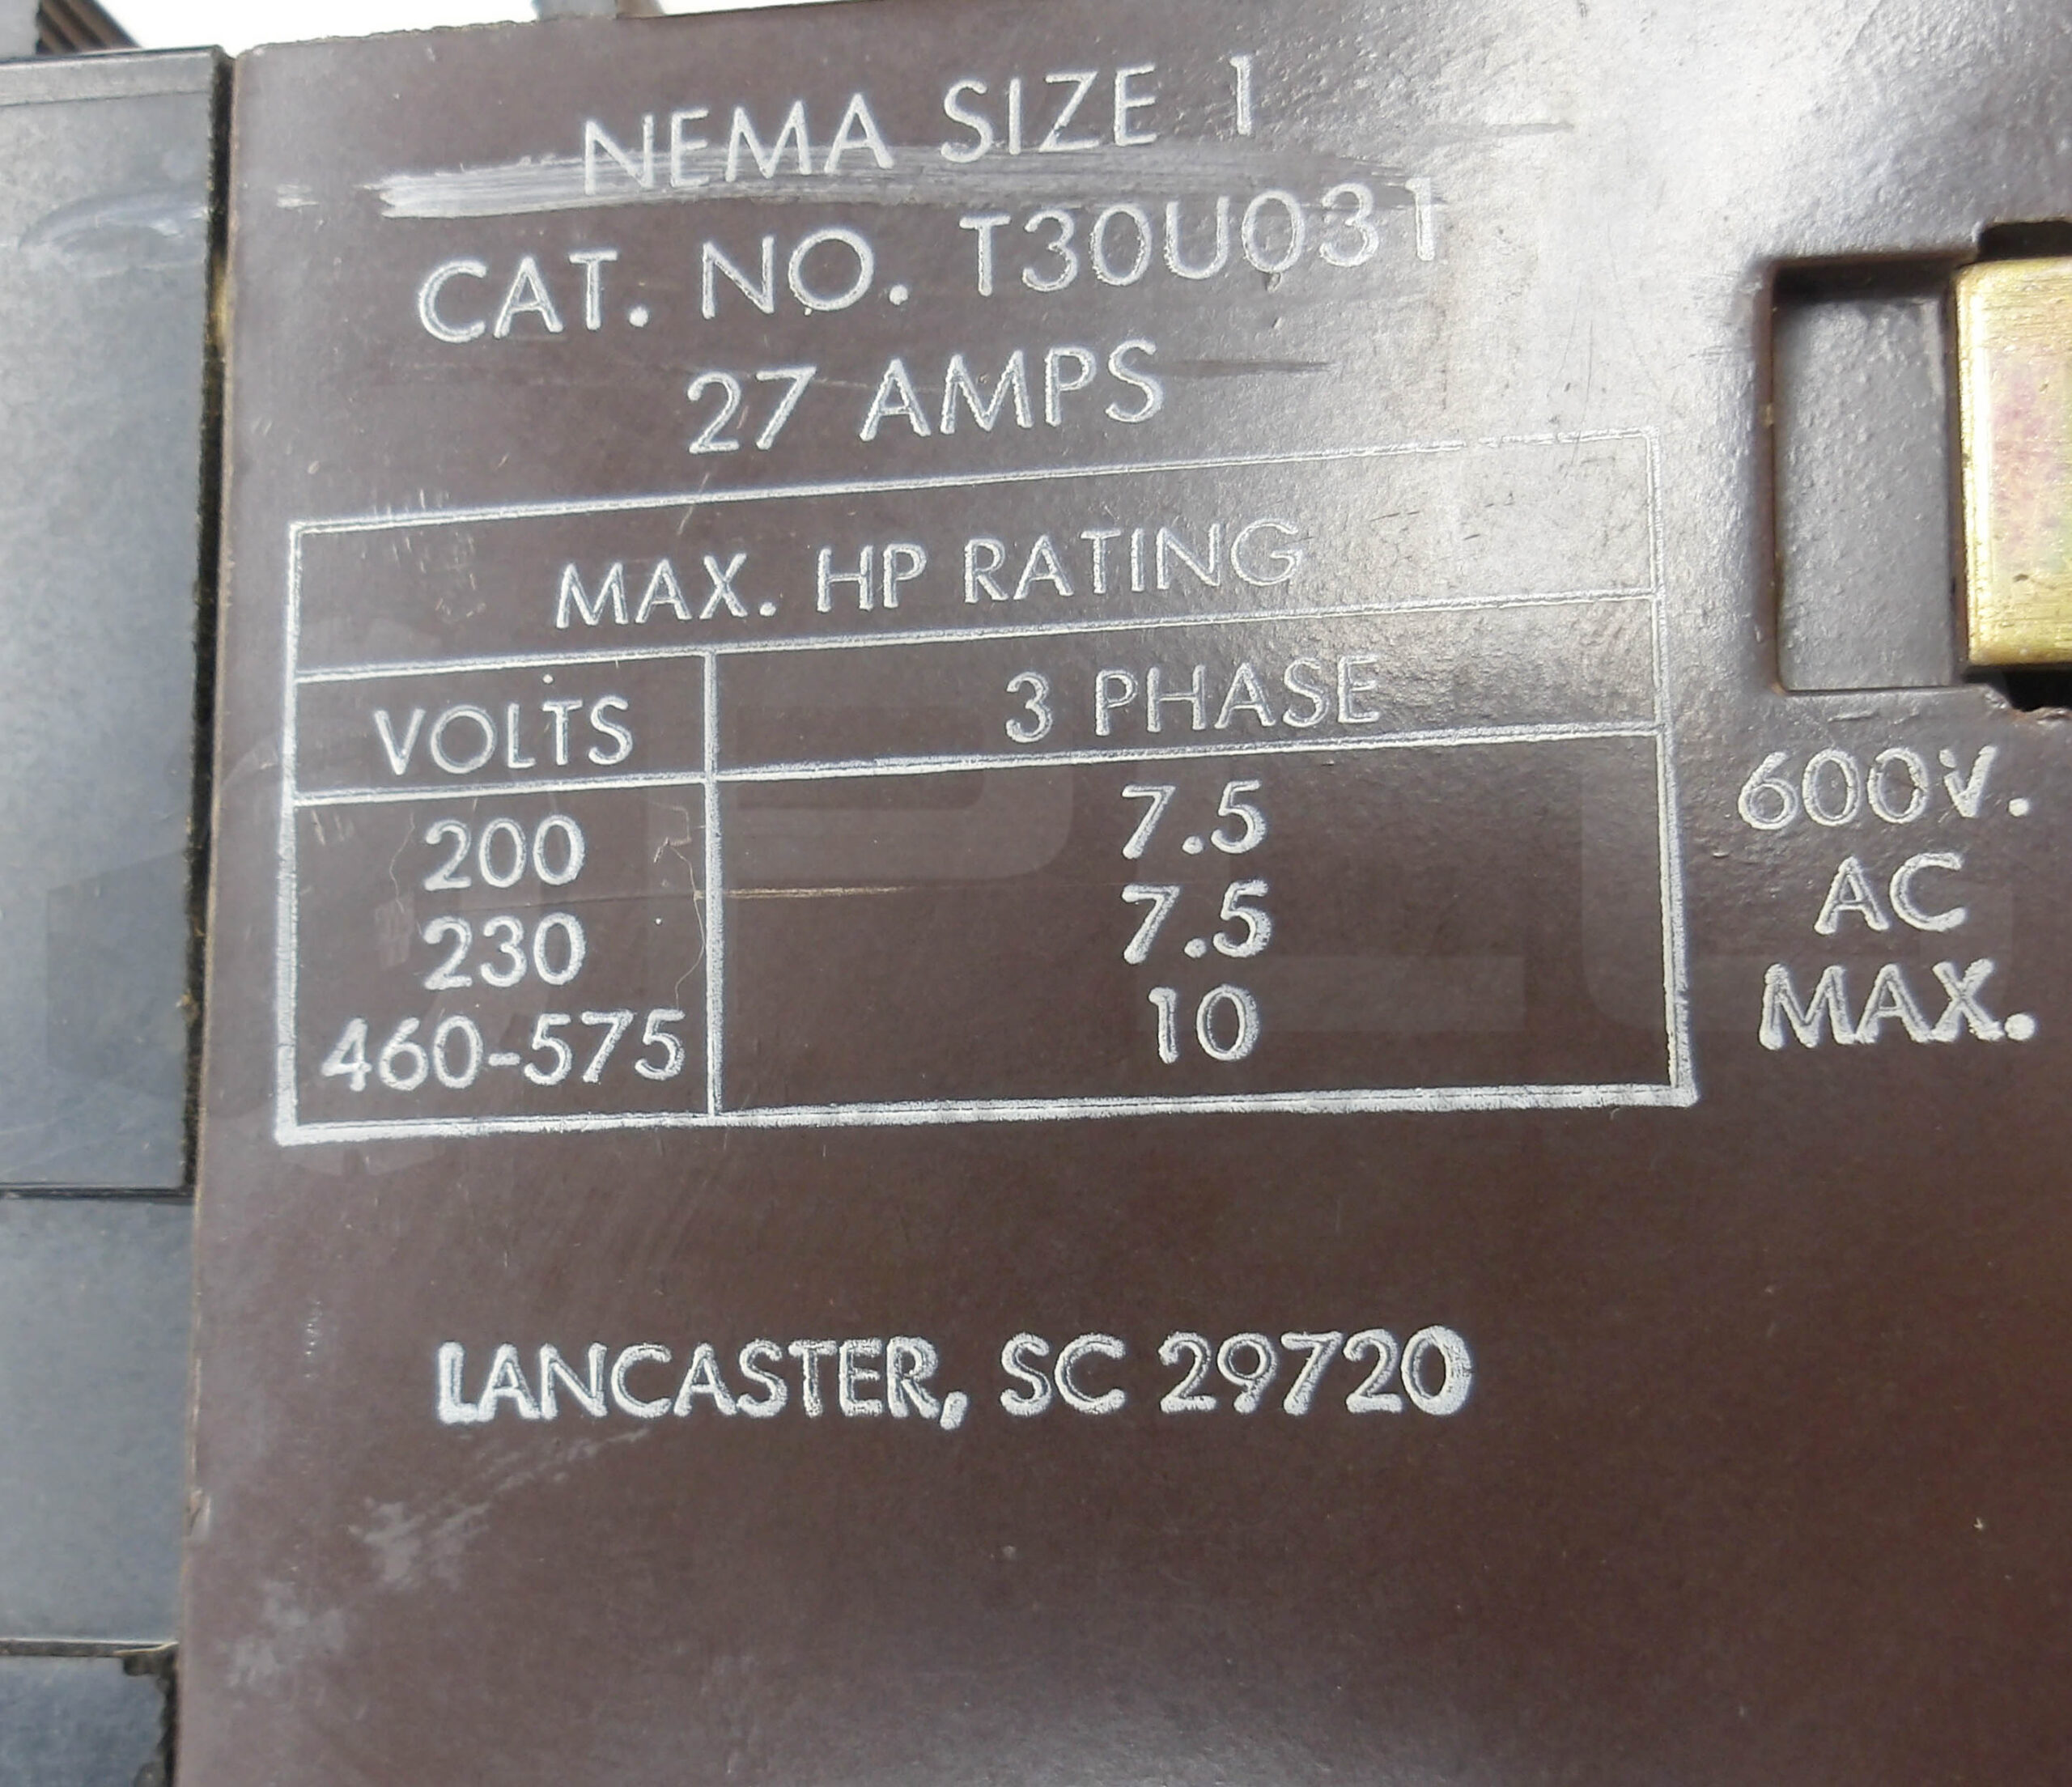 NEMA SIZE 1
CAT. NO. T30U031
27 AMPS
MAX. HP RATING
VOLTS 3 PHASE
200 7.5
230 7.5
460-575 10
600V.
AC
MAX.
LANCASTER, SC 29720